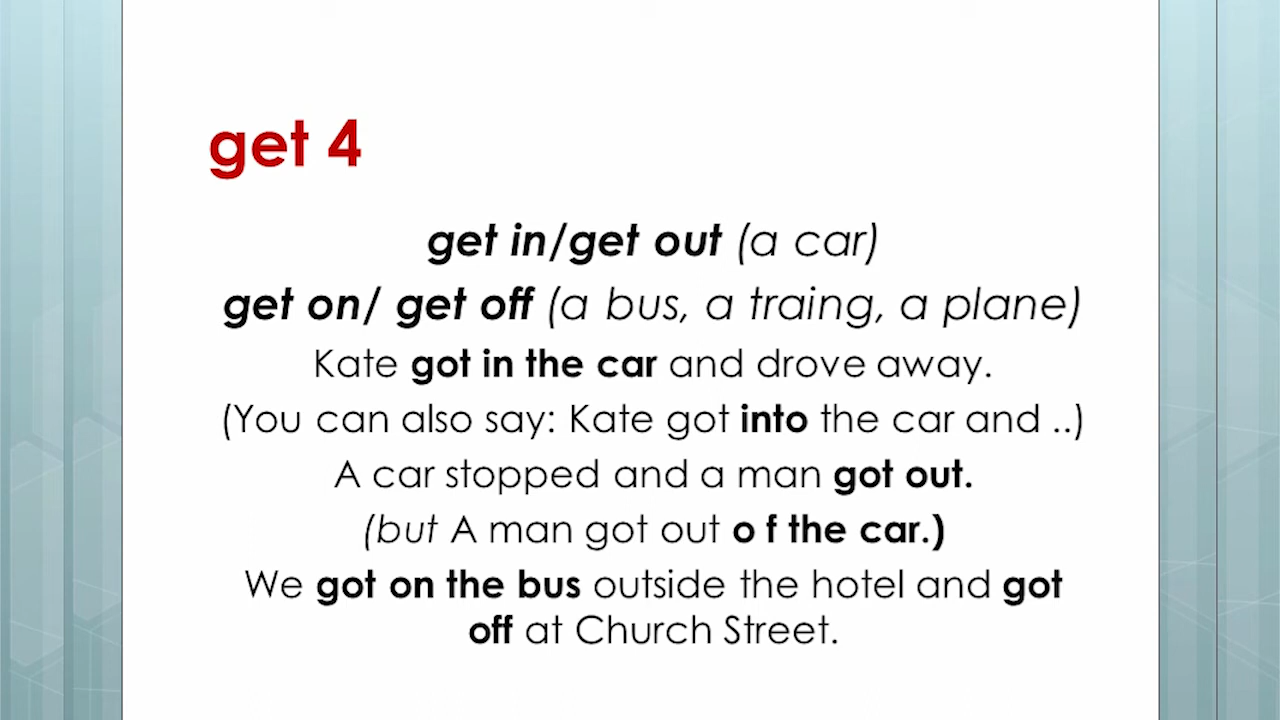 get 4
get in/get out (a car)
get on/ get off (a bus, a traing, a plane)
Kate got in the car and drove away.
(You can also say: Kate got into the car and ..)
A car stopped and a man got out.
(but A man got out o f the car.)
We got on the bus outside the hotel and got
off at Church Street.